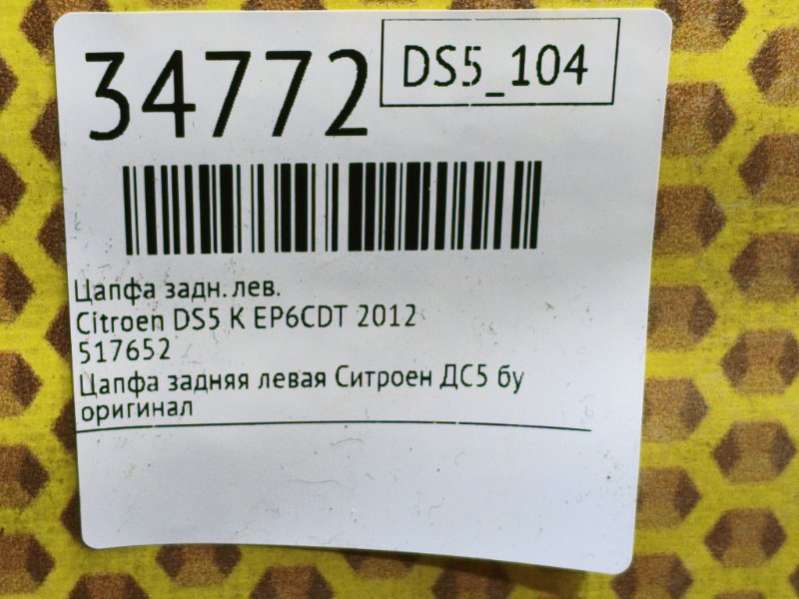 34772
DS5_104
Цапфа задн. лев.
Citroen DS5 K EP6CDT 2012
517652
Цапфа задняя левая Ситроен ДС5 бу
оригинал